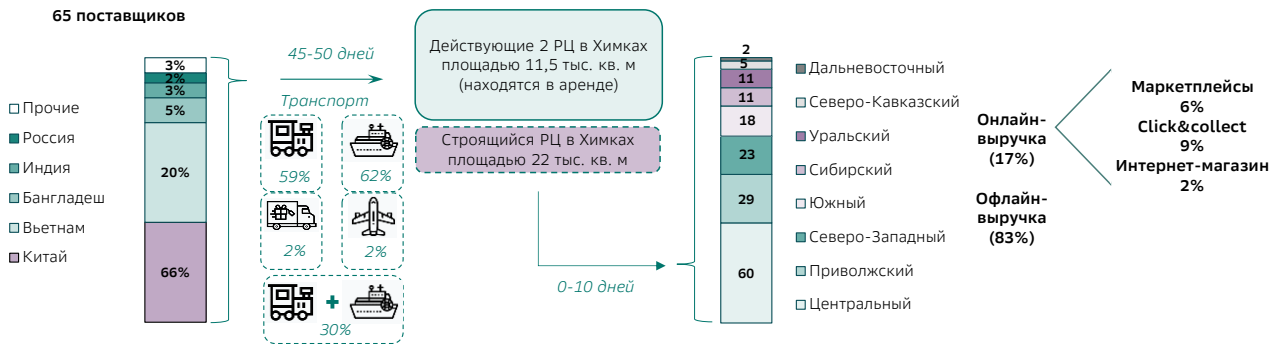 65 поставщиков
3%
2%
3%
5%
20%
66%
Прочие
Россия
Индия
Бангладеш
Вьетнам
Китай
45-50 дней
Транспорт
59%
62%
2%
2%
+
30%
Действующие 2 РЦ в Химках
площадью 11,5 тыс. кв. м
(находятся в аренде)
Строящийся РЦ в Химках
площадью 22 тыс. кв. м
0-10 дней
2
5
11
11
18
23
29
60
Дальневосточный
Северо-Кавказский
Уральский
Сибирский
Южный
Северо-Западный
Приволжский
Центральный
Онлайн-
выручка
(17%)
Офлайн-
выручка
(83%)
Маркетплейсы
6%
Click&collect
9%
Интернет-магазин
2%